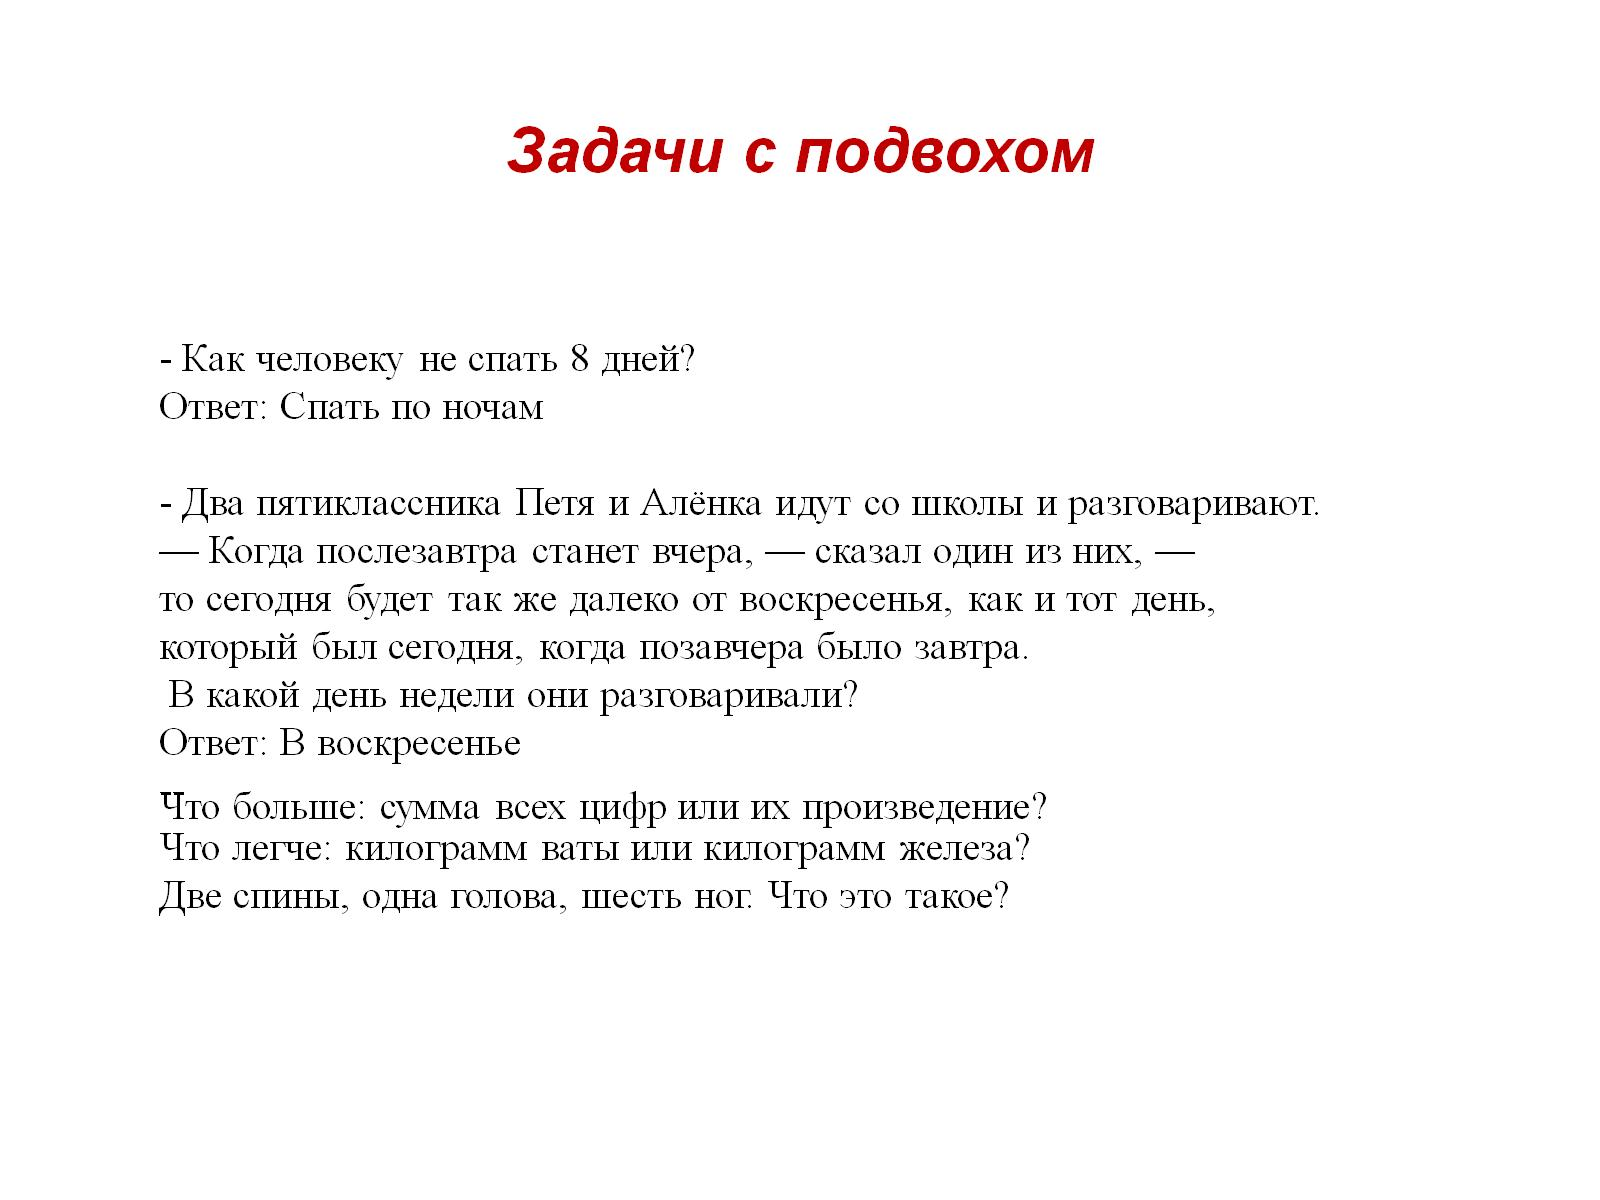 Задачи с подвохом
- Как человеку не спать 8 дней?
Ответ: Спать по ночам
- Два пятиклассника Петя и Алёнка идут со школы и разговаривают.
— Когда послезавтра станет вчера, — сказал один из них, —
то сегодня будет так же далеко от воскресенья, как и тот день,
который был сегодня, когда позавчера было завтра.
В какой день недели они разговаривали?
Ответ: В воскресенье
Что больше: сумма всех цифр или их произведение?
Что легче: килограмм ваты или килограмм железа?
Две спины, одна голова, шесть ног. Что это такое?